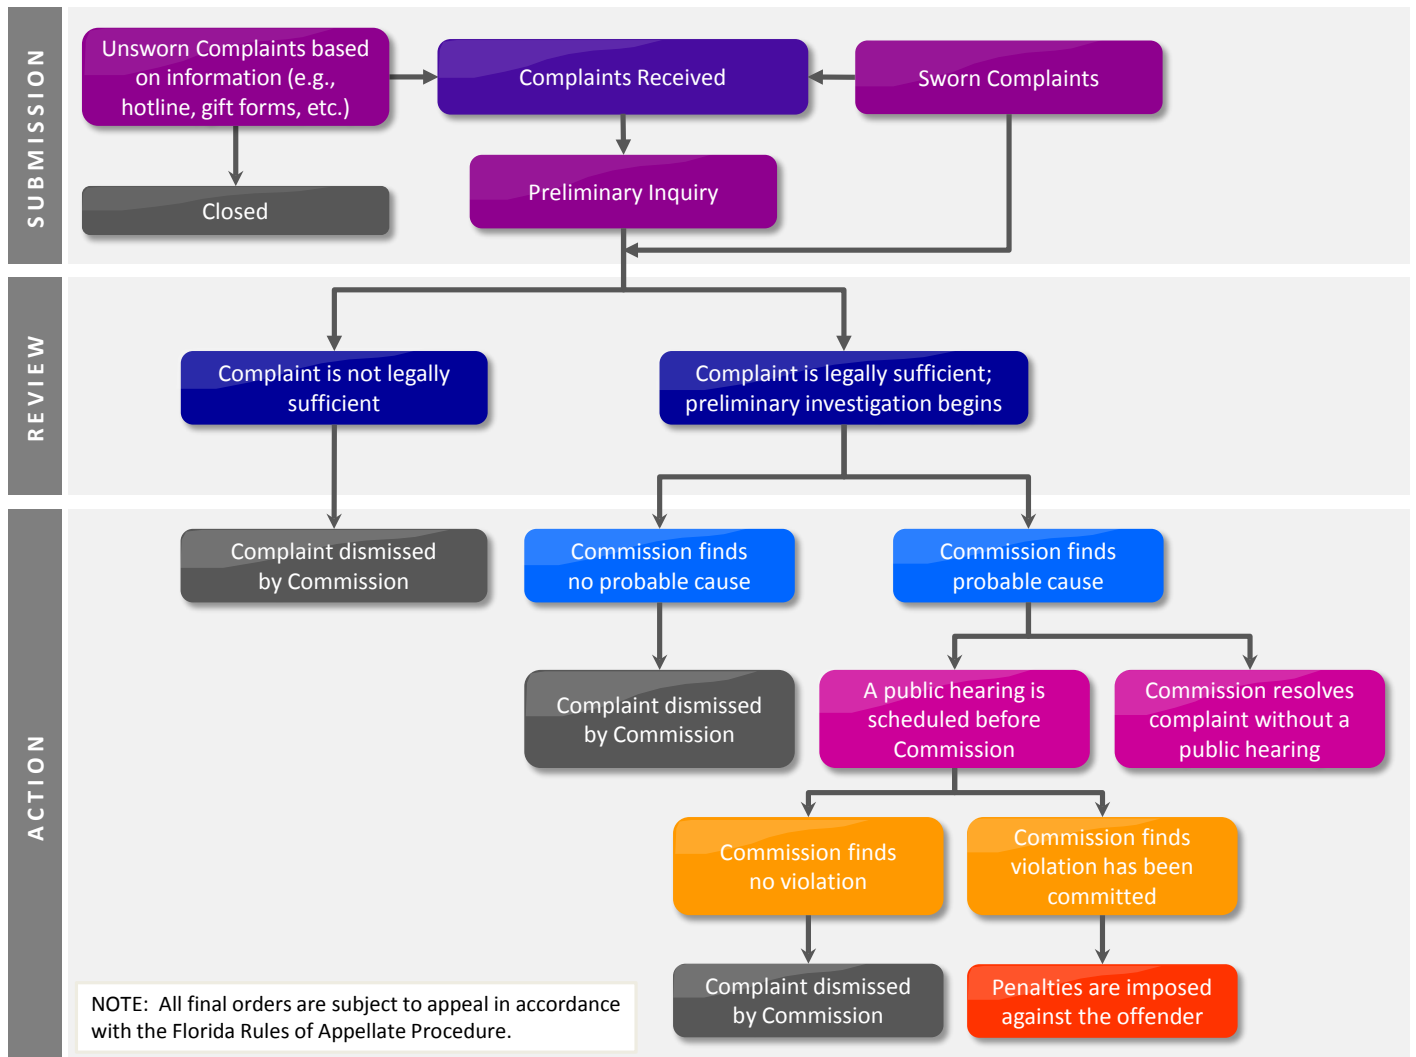 SUBMISSION
Unsworn Complaints based
on information (e.g.,
hotline, gift forms, etc.)
Complaints Received
Sworn Complaints
Preliminary Inquiry
Closed
REVIEW
Complaint is not legally
sufficient
Complaint is legally sufficient;
preliminary investigation begins
ACTION
Complaint dismissed
by Commission
Commission finds
no probable cause
Commission finds
probable cause
Complaint dismissed
by Commission
A public hearing is
scheduled before
Commission
Commission resolves
complaint without a
public hearing
Commission finds
no violation
Commission finds
violation has been
committed
Complaint dismissed
by Commission
Penalties are imposed
against the offender
NOTE: All final orders are subject to appeal in accordance
with the Florida Rules of Appellate Procedure.